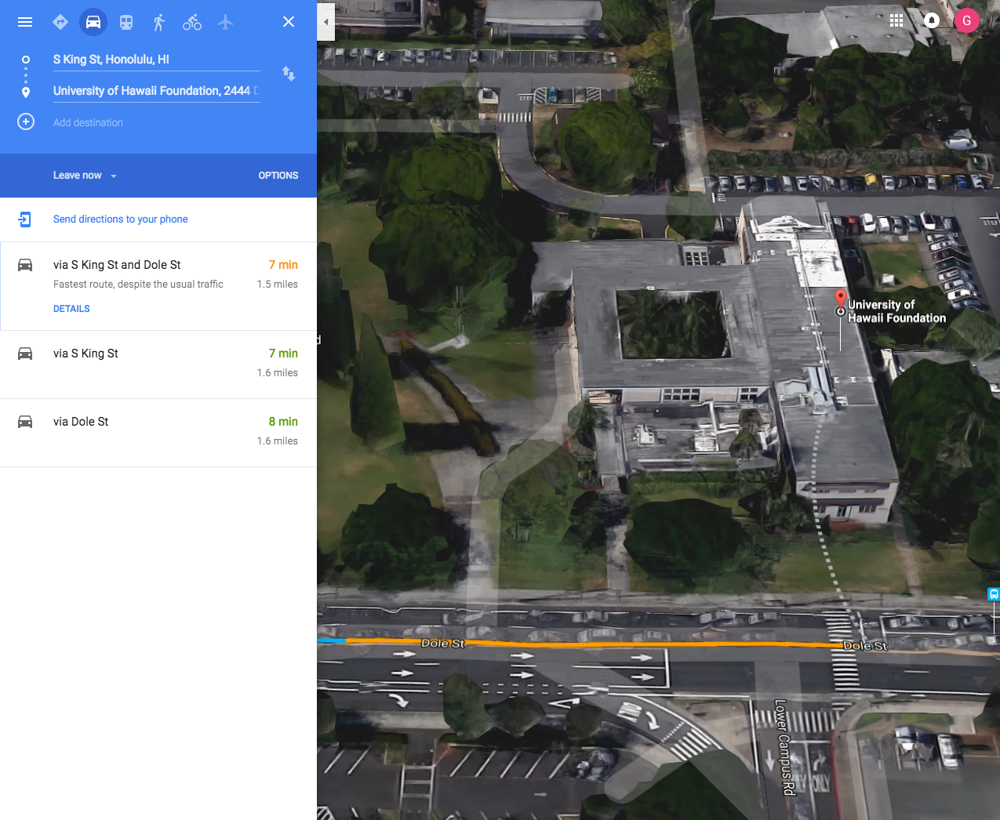 S King St, Honolulu, HI
University of Hawaii Foundation, 2444 D
Add destination
Leave now
OPTIONS
Send directions to your phone
via S King St and Dole St
7 min
Fastest route, despite the usual traffic
1.5 miles
DETAILS
via S King St
7 min
1.6 miles
via Dole St
8 min
1.6 miles
G
d
University of
Hawaii Foundation
Dole St
Dole St
Lower Campus Rd
ONLY